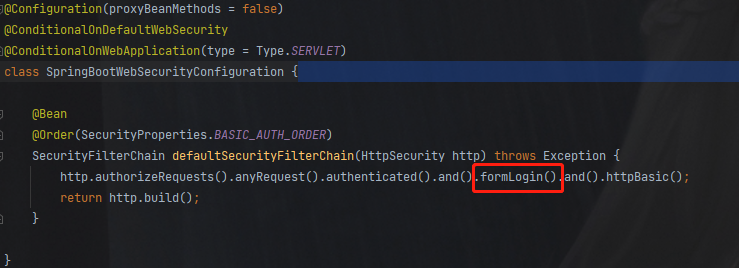 @Configuration(proxyBeanMethods = false)
@ConditionalOnDefaultWebSecurity
@ConditionalOnWebApplication(type = Type.SERVLET)
class SpringBootWebSecurityConfiguration {
@Bean
@Order(SecurityProperties.BASIC_AUTH_ORDER)
SecurityFilterChain defaultSecurityFilterChain(HttpSecurity http) throws Exception {
http.authorizeRequests().anyRequest().authenticated().and().formLogin().and().httpBasic();
return http.build();
}
}